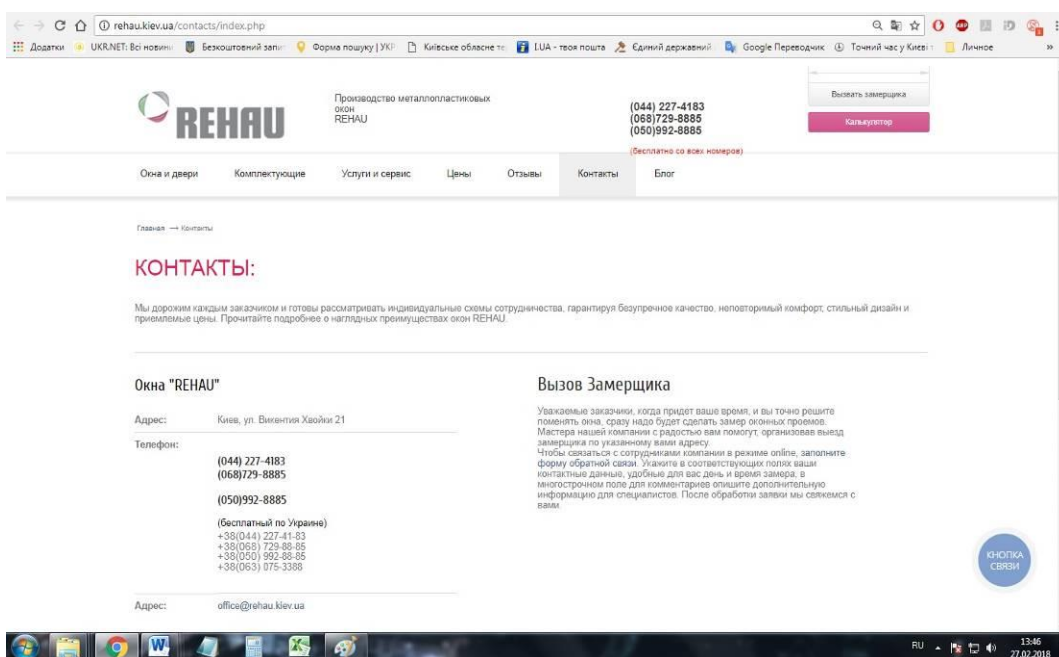 rehau.kiev.ua/contacts/index.php
Додатки UKR.NET: Всі новини Безкоштовний запи Форма пошуку | УКР Київське обласне те I.UA - твоя пошта Єдиний державний Google Переводчик Точний час у Києві Личное »
REHAU
Производство металлопластиковых
окон
REHAU
(044) 227-4183
(068)729-8885
(050)992-8885
(бесплатно со всех номеров)
Вызвать замерщика
Калькулятор
Окна и двери Комплектующие Услуги и сервис Цены Отзывы Контакты Блог
Главная → Контакты
КОНТАКТЫ:
Мы дорожим каждым заказчиком и готовы рассматривать индивидуальные схемы сотрудничества, гарантируя безупречное качество, неповторимый комфорт, стильный дизайн и
приемлемые цены. Прочитайте подробнее о наглядных преимуществах окон REHAU.
Окна "REHAU"
Адрес: Киев, ул. Викентия Хвойки 21
Телефон:
(044) 227-4183
(068)729-8885
(050)992-8885
(бесплатный по Украине)
+38(044) 227-41-83
+38(068) 729-88-85
+38(050) 992-88-85
+38(063) 075-3388
Адрес: office@rehau.kiev.ua
Вызов Замерщика
Уважаемые заказчики, когда придет ваше время, и вы точно решите
поменять окна, сразу надо будет сделать замер оконных проемов.
Мастера нашей компании с радостью вам помогут, организовав выезд
замерщика по указанному вами адресу.
Чтобы связаться с сотрудниками компании в режиме online, заполните
форму обратной связи. Укажите в соответствующих полях ваши
контактные данные, удобные для вас день и время замера, в
многострочном поле для комментариев опишите дополнительную
информацию для специалистов. После обработки заявки мы свяжемся с
вами.
КНОПКА
СВЯЗИ
RU
13:46
27.02.2018